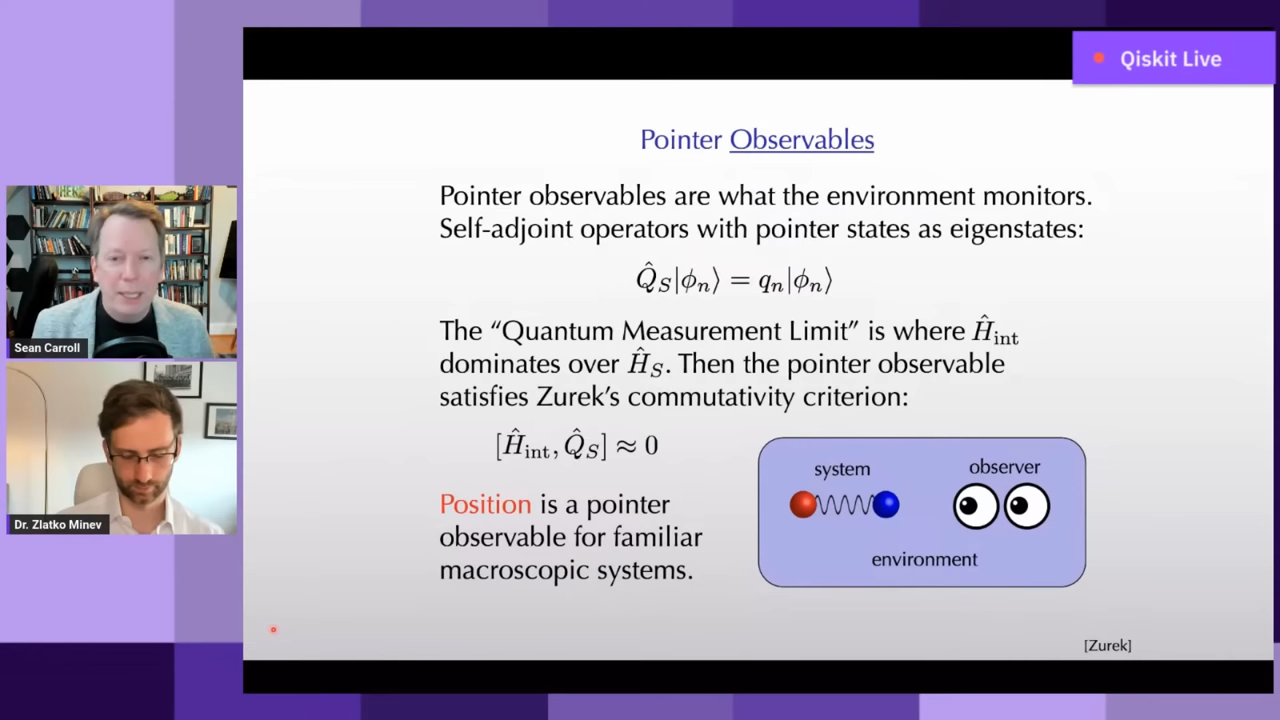 Qiskit Live
Pointer Observables
Pointer observables are what the environment monitors.
Self-adjoint operators with pointer states as eigenstates:
Q̂_S|ϕ_n⟩ = q_n|ϕ_n⟩
The “Quantum Measurement Limit” is where Ĥ_int
dominates over Ĥ_S. Then the pointer observable
satisfies Zurek’s commutativity criterion:
[Ĥ_int, Q̂_S] ≈ 0
Position is a pointer
observable for familiar
macroscopic systems.
system
observer
environment
[Zurek]
Sean Carroll
Dr. Zlatko Minev